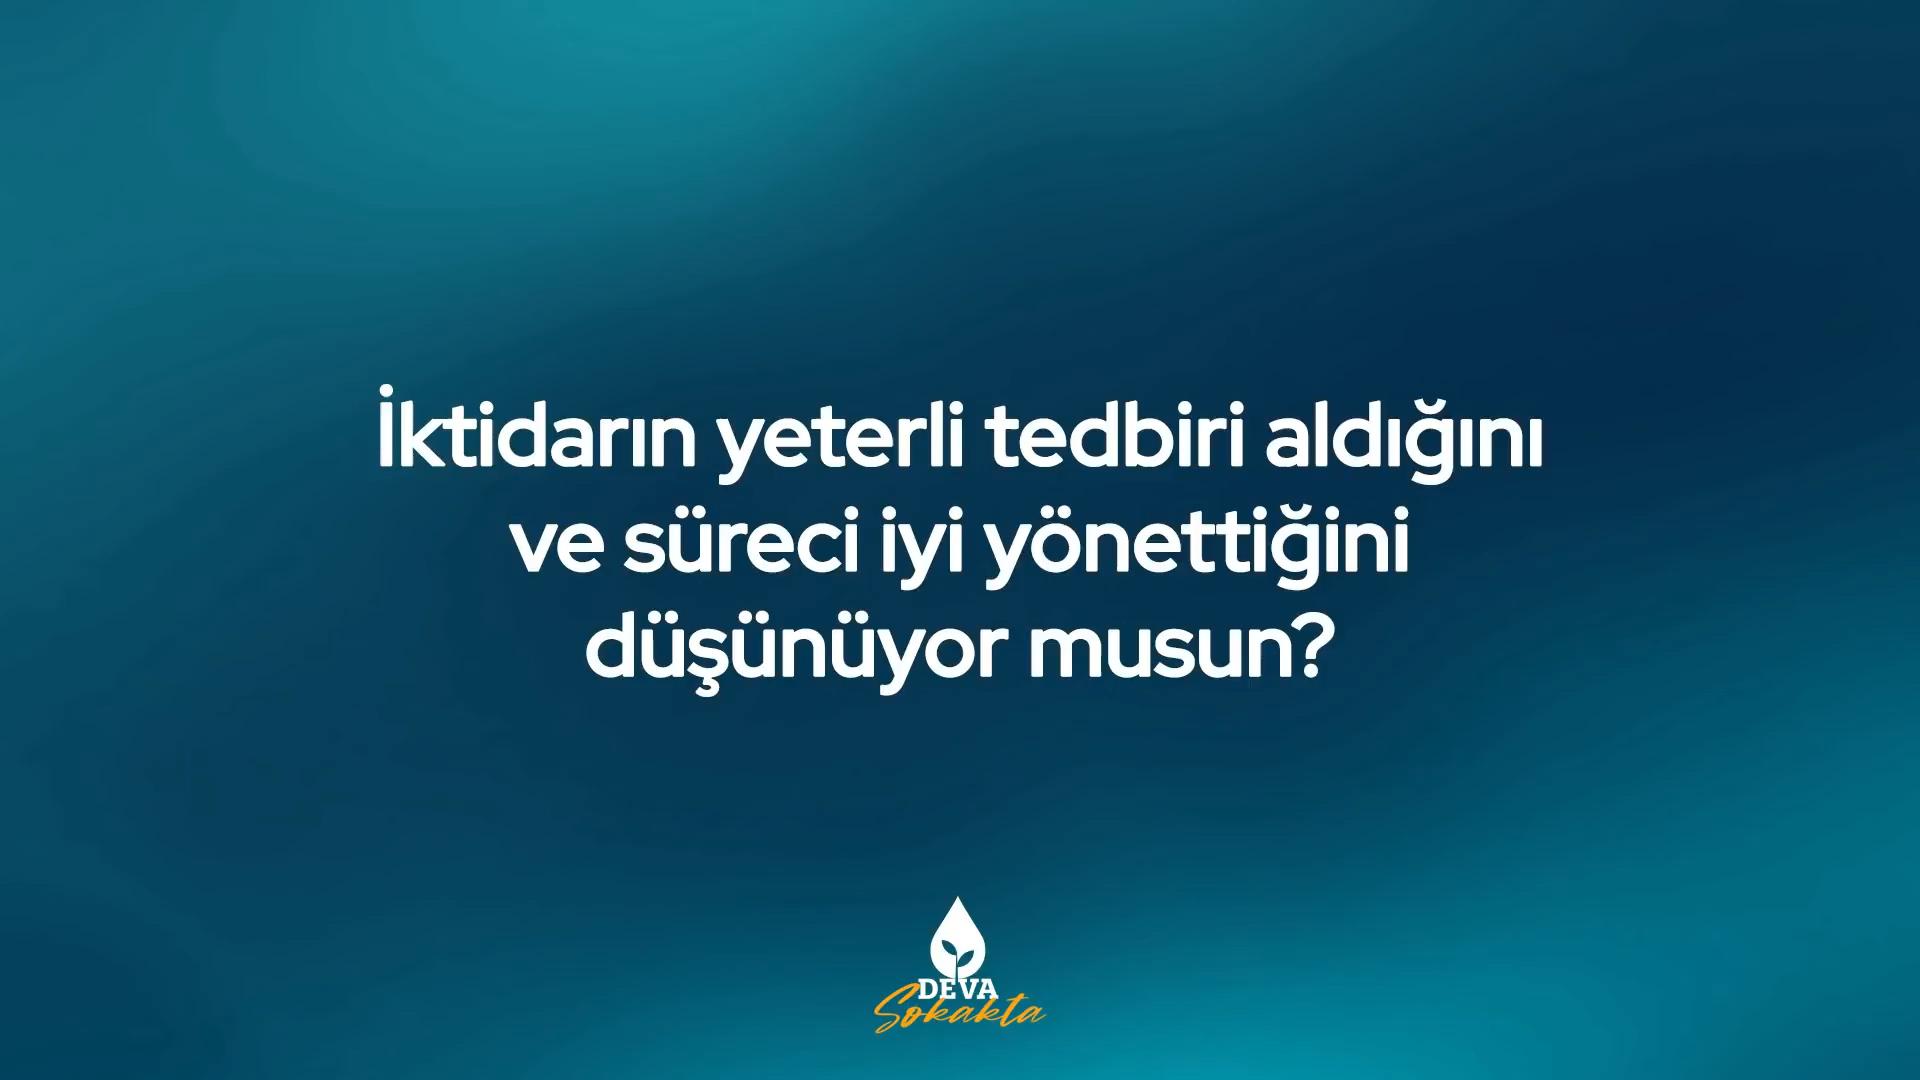 İktidarın yeterli tedbiri aldığını
ve süreci iyi yönettiğini
düşünüyor musun?
DEVA
Sokakta